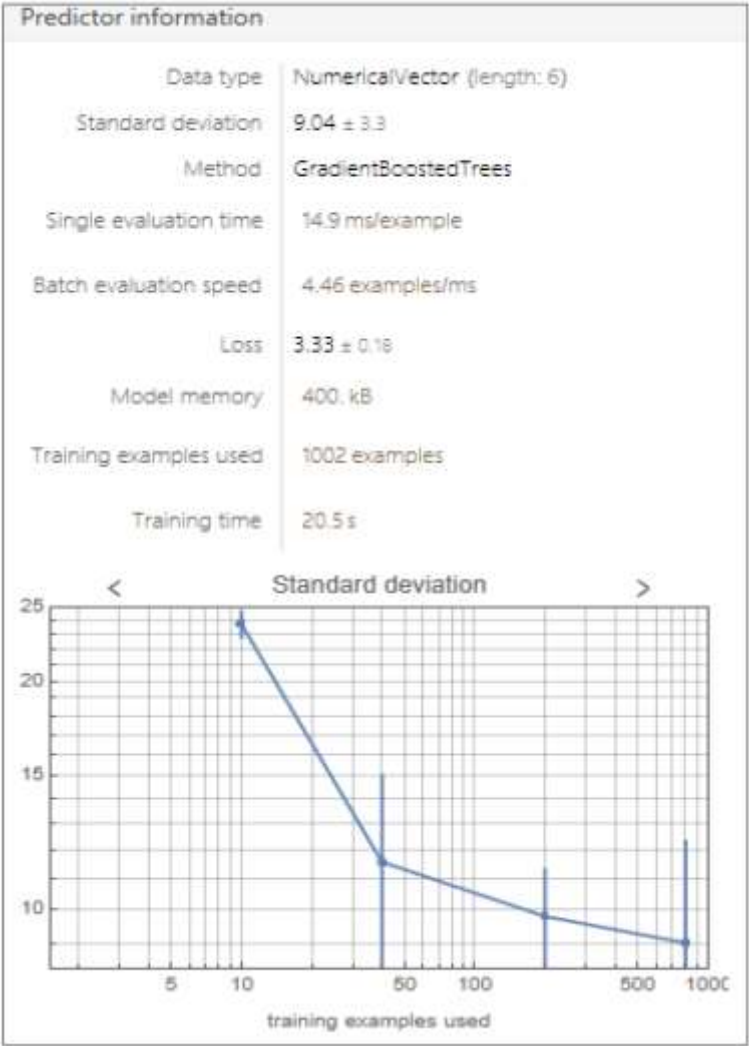 Predictor information
Data type NumericalVector (length: 6)
Standard deviation 9.04 ± 3.3
Method GradientBoostedTrees
Single evaluation time 14.9 ms/example
Batch evaluation speed 4.46 examples/ms
Loss 3.33 ± 0.18
Model memory 400. kB
Training examples used 1002 examples
Training time 20.5 s
< Standard deviation >
25
20
15
10
5 10 50 100 500 1000
training examples used